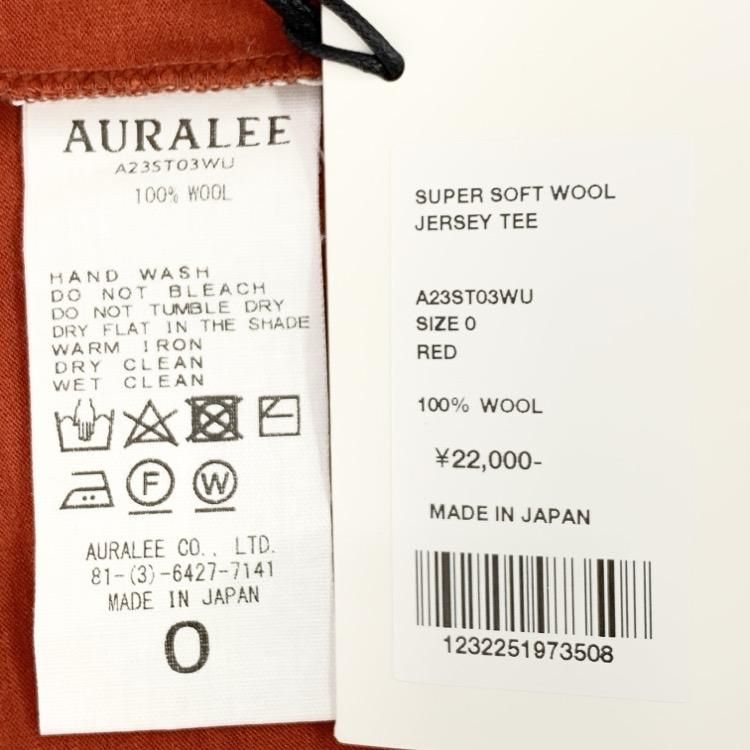 AURALEE
A23ST03WU
100% WOOL
HAND WASH
DO NOT BLEACH
DO NOT TUMBLE DRY
DRY FLAT IN THE SHADE
WARM IRON
DRY CLEAN
WET CLEAN
F
W
AURALEE CO., LTD.
81-(3)-6427-7141
MADE IN JAPAN
0
SUPER SOFT WOOL
JERSEY TEE
A23ST03WU
SIZE 0
RED
100% WOOL
¥22,000-
MADE IN JAPAN
1232251973508